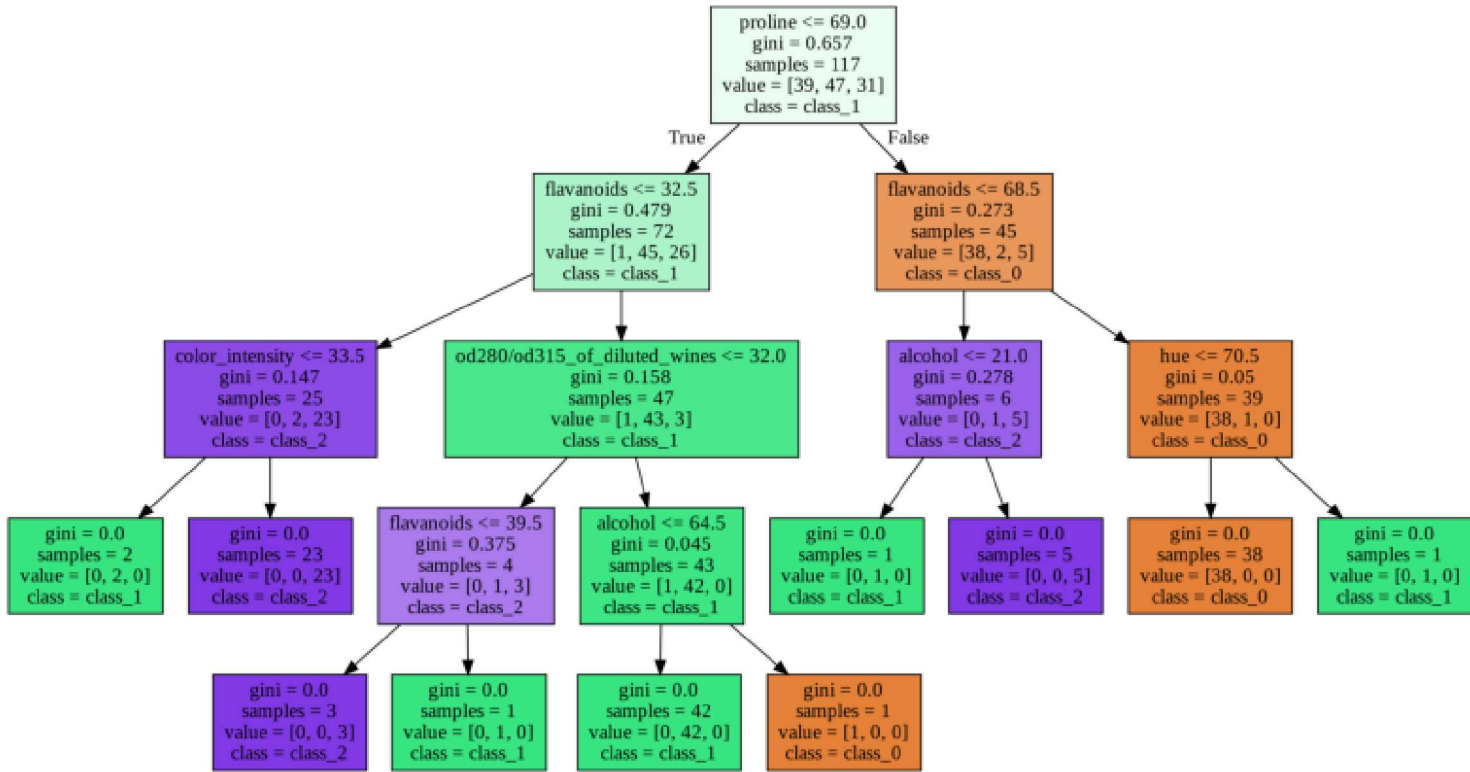 proline <= 69.0
gini = 0.657
samples = 117
value = [39, 47, 31]
class = class_1
True
False
flavanoids <= 32.5
gini = 0.479
samples = 72
value = [1, 45, 26]
class = class_1
flavanoids <= 68.5
gini = 0.273
samples = 45
value = [38, 2, 5]
class = class_0
color_intensity <= 33.5
gini = 0.147
samples = 25
value = [0, 2, 23]
class = class_2
od280/od315_of_diluted_wines <= 32.0
gini = 0.158
samples = 47
value = [1, 43, 3]
class = class_1
alcohol <= 21.0
gini = 0.278
samples = 6
value = [0, 1, 5]
class = class_2
hue <= 70.5
gini = 0.05
samples = 39
value = [38, 1, 0]
class = class_0
gini = 0.0
samples = 2
value = [0, 2, 0]
class = class_1
gini = 0.0
samples = 23
value = [0, 0, 23]
class = class_2
flavanoids <= 39.5
gini = 0.375
samples = 4
value = [0, 1, 3]
class = class_2
alcohol <= 64.5
gini = 0.045
samples = 43
value = [1, 42, 0]
class = class_1
gini = 0.0
samples = 1
value = [0, 1, 0]
class = class_1
gini = 0.0
samples = 5
value = [0, 0, 5]
class = class_2
gini = 0.0
samples = 38
value = [38, 0, 0]
class = class_0
gini = 0.0
samples = 1
value = [0, 1, 0]
class = class_1
gini = 0.0
samples = 3
value = [0, 0, 3]
class = class_2
gini = 0.0
samples = 1
value = [0, 1, 0]
class = class_1
gini = 0.0
samples = 42
value = [0, 42, 0]
class = class_1
gini = 0.0
samples = 1
value = [1, 0, 0]
class = class_0